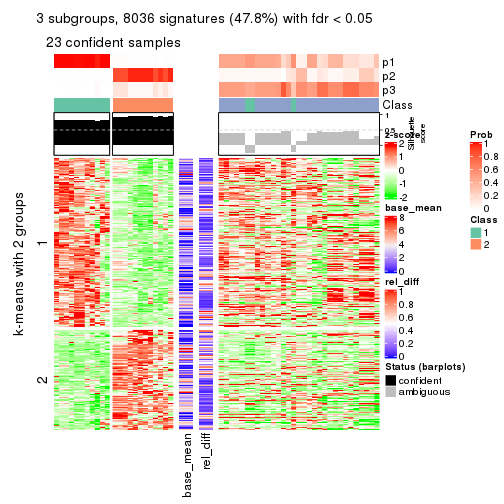 3 subgroups, 8036 signatures (47.8%) with fdr < 0.05
23 confident samples
p1
p2
p3
Class
1
0.5
Silhouette
score
k-means with 2 groups
1
2
base_mean
rel_diff
z-score
2
1
0
-1
-2
base_mean
8
6
4
2
0
rel_diff
1
0.8
0.6
0.4
0.2
0
Status (barplots)
confident
ambiguous
Prob
1
0.8
0.6
0.4
0.2
0
Class
1
2